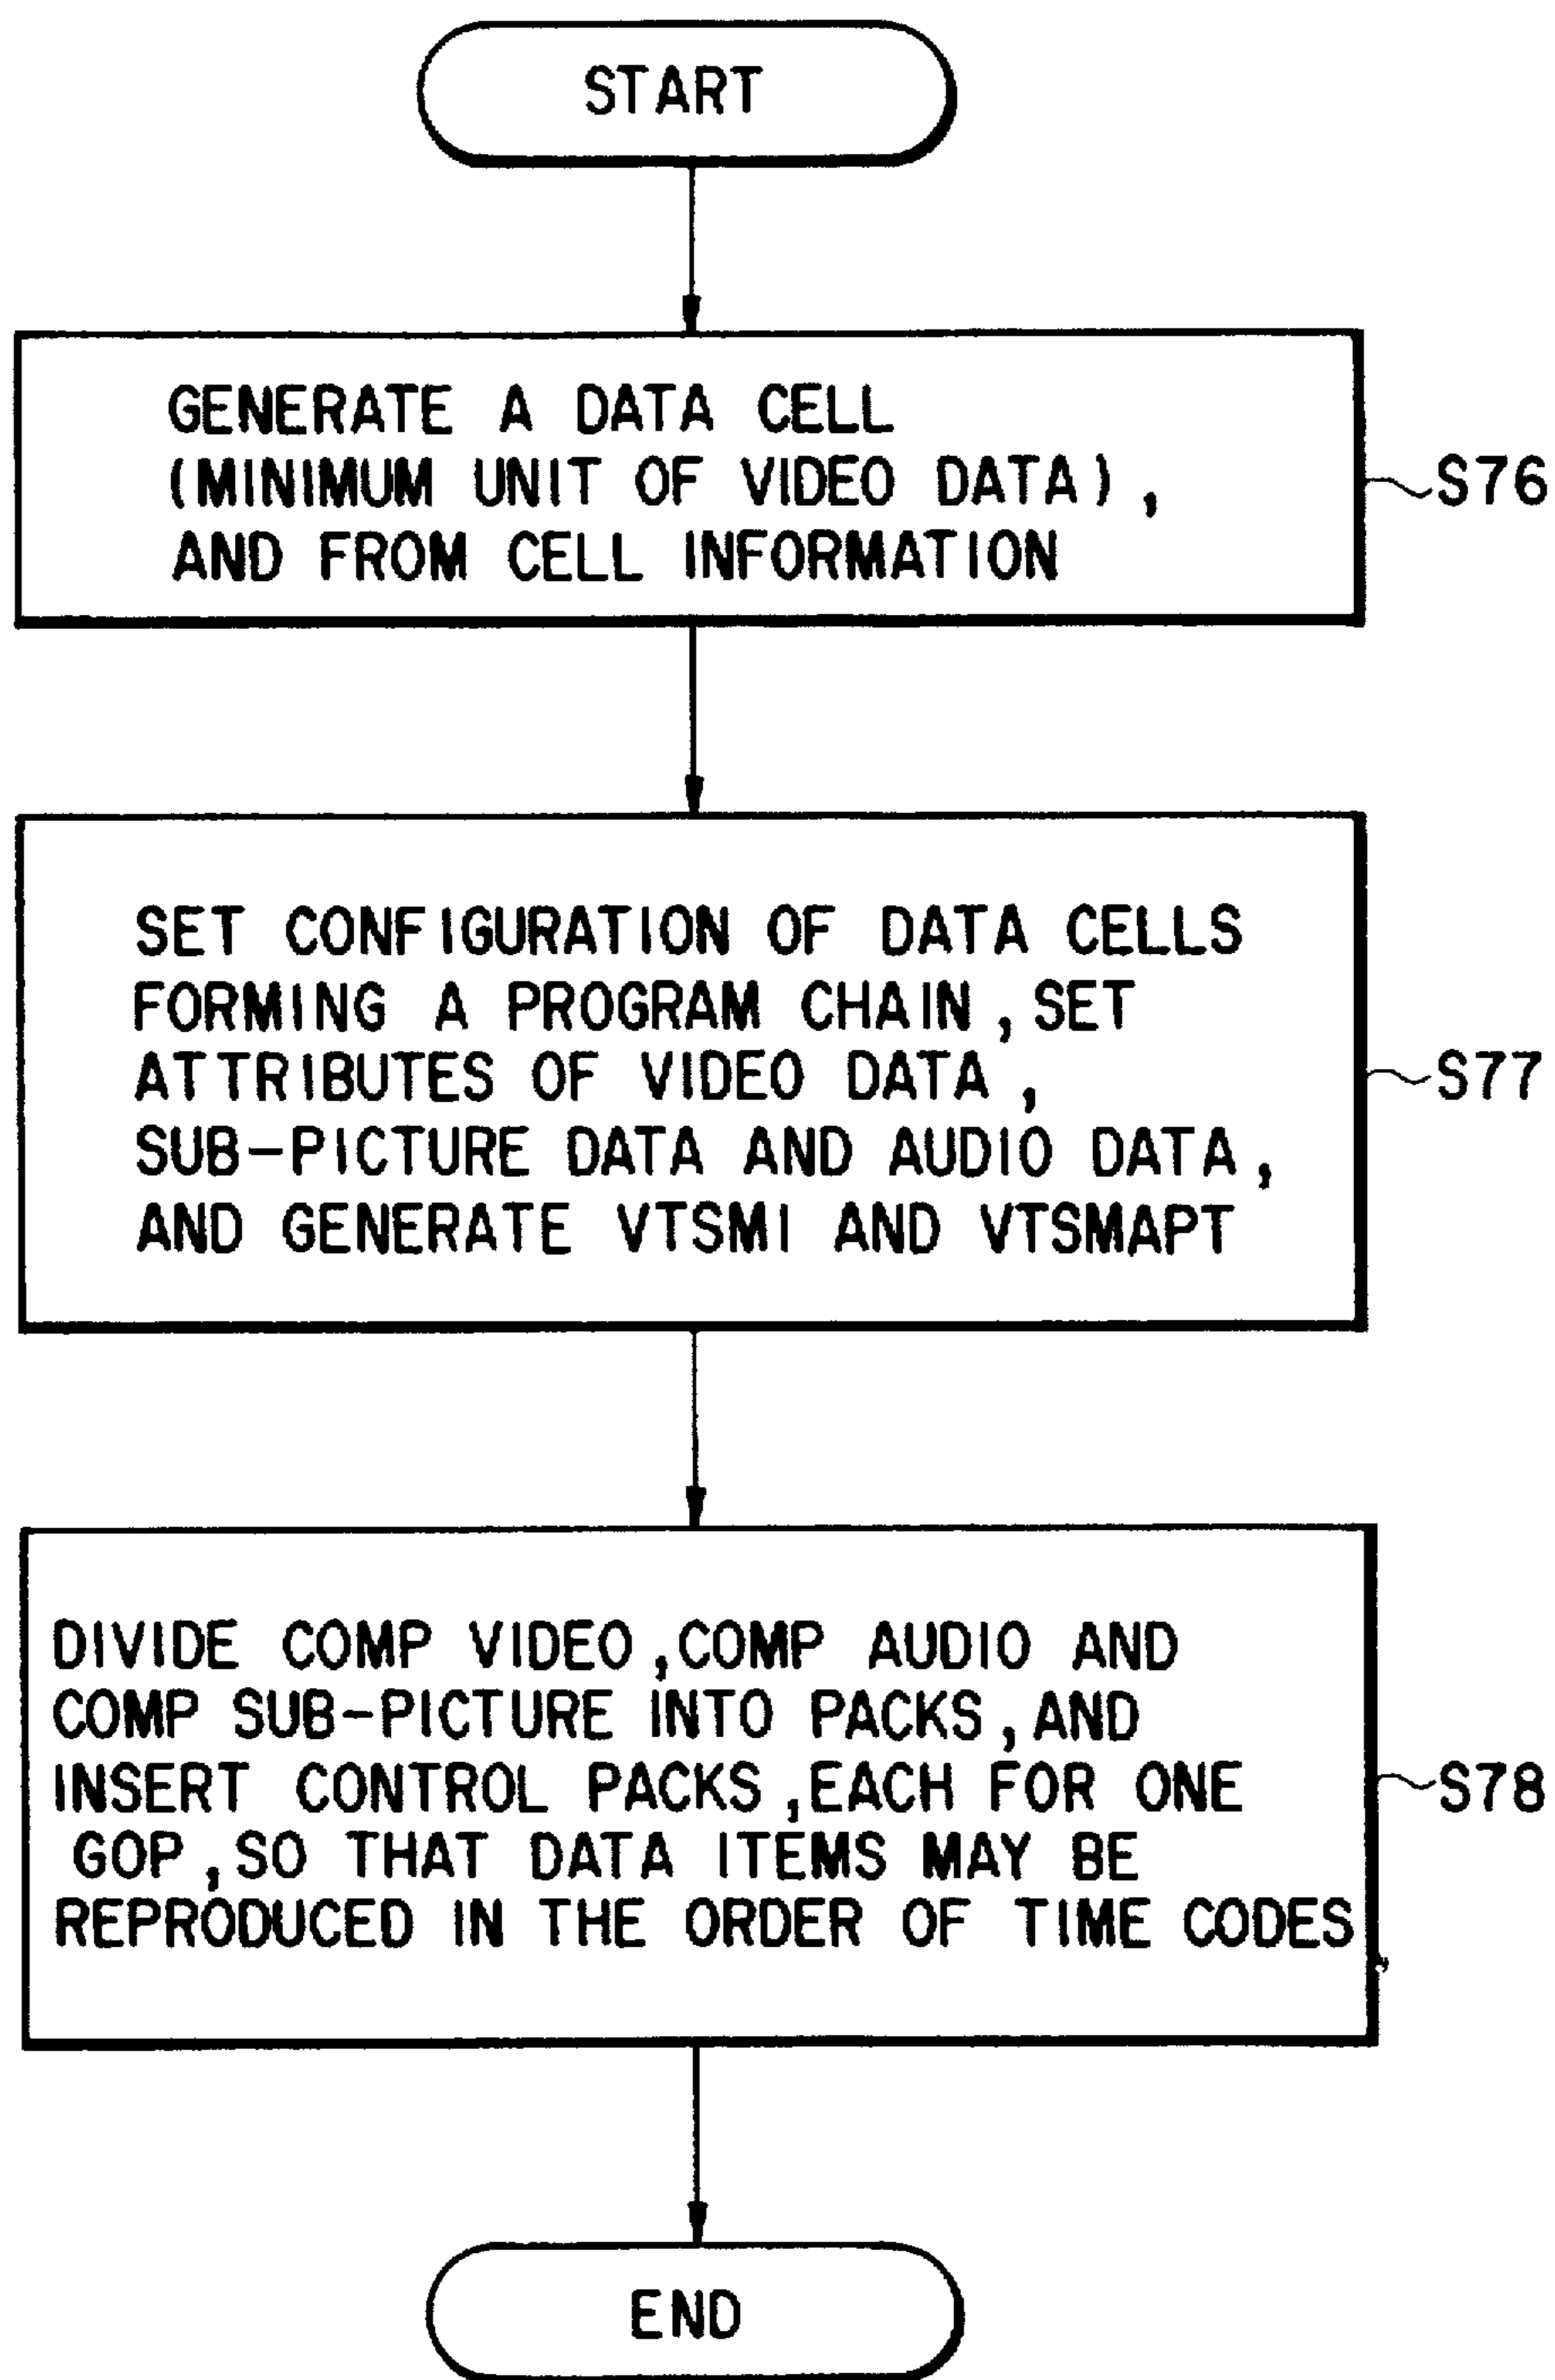 START
GENERATE A DATA CELL
(MINIMUM UNIT OF VIDEO DATA),
AND FROM CELL INFORMATION
S76
SET CONFIGURATION OF DATA CELLS
FORMING A PROGRAM CHAIN, SET
ATTRIBUTES OF VIDEO DATA,
SUB-PICTURE DATA AND AUDIO DATA,
AND GENERATE VTSMI AND VTSMAPT
S77
DIVIDE COMP VIDEO, COMP AUDIO AND
COMP SUB-PICTURE INTO PACKS, AND
INSERT CONTROL PACKS, EACH FOR ONE
GOP, SO THAT DATA ITEMS MAY BE
REPRODUCED IN THE ORDER OF TIME CODES
S78
END